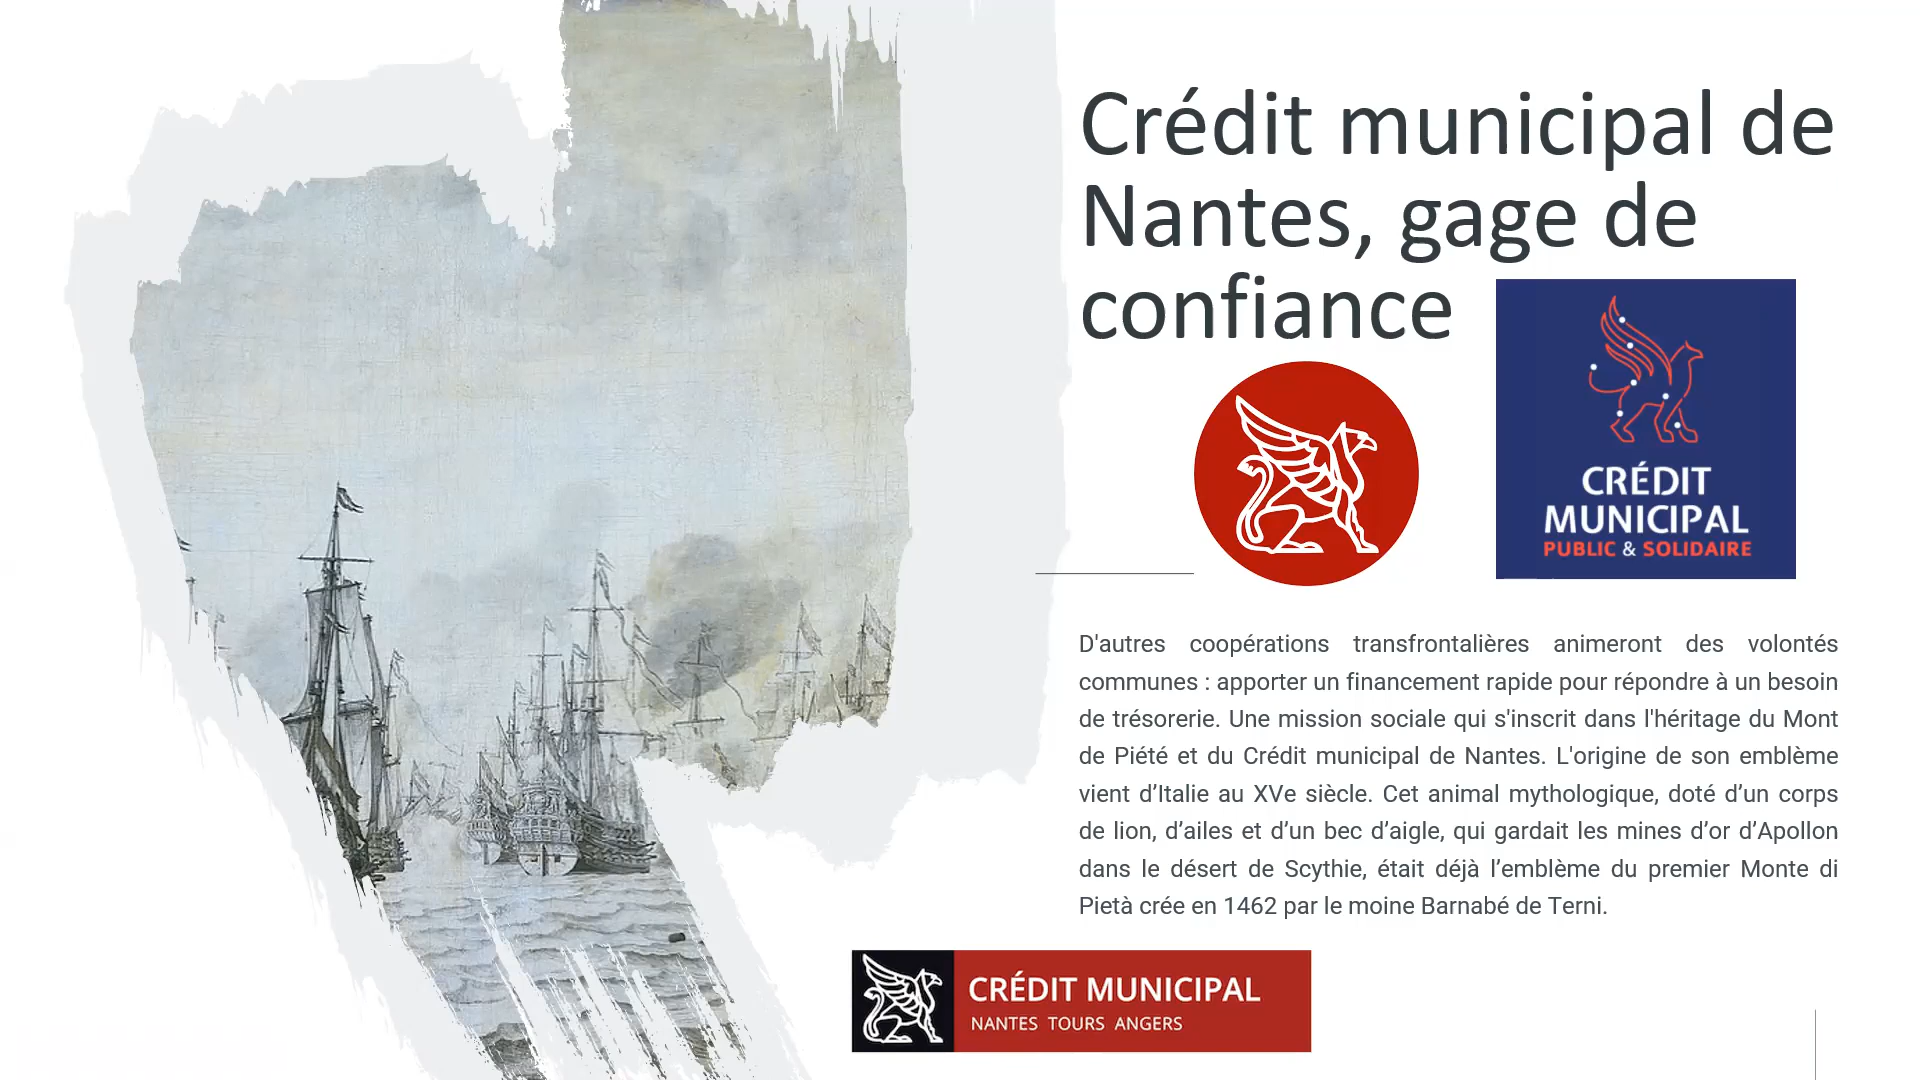 Crédit municipal de
Nantes, gage de
confiance
CRÉDIT
MUNICIPAL
PUBLIC & SOLIDAIRE
D'autres coopérations transfrontalières animeront des volontés
communes : apporter un financement rapide pour répondre à un besoin
de trésorerie. Une mission sociale qui s'inscrit dans l'héritage du Mont
de Piété et du Crédit municipal de Nantes. L'origine de son emblème
vient d’Italie au XVe siècle. Cet animal mythologique, doté d’un corps
de lion, d’ailes et d’un bec d’aigle, qui gardait les mines d’or d’Apollon
dans le désert de Scythie, était déjà l’emblème du premier Monte di
Pietà crée en 1462 par le moine Barnabé de Terni.
CRÉDIT MUNICIPAL
NANTES TOURS ANGERS